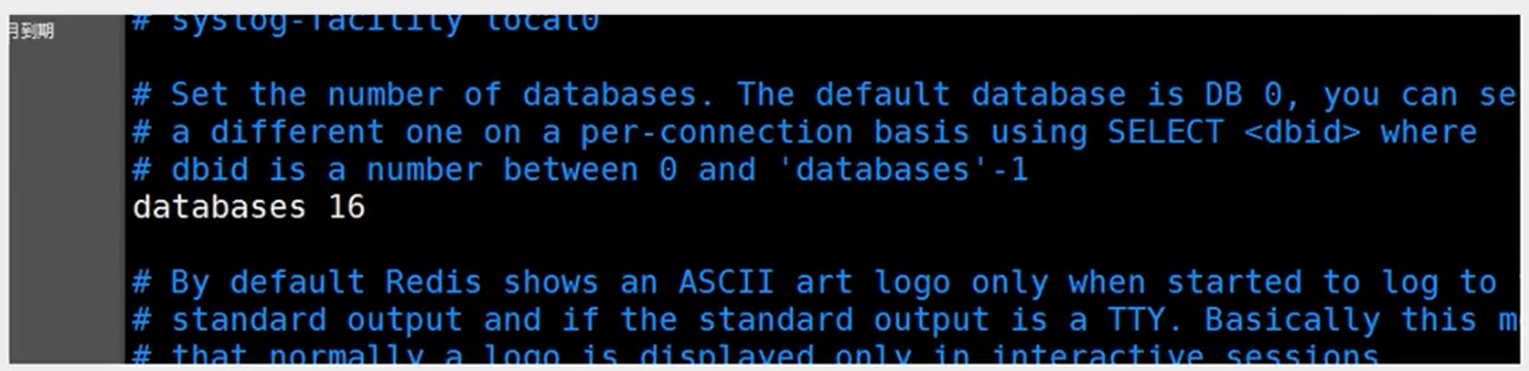 月到期
# syslog-facility local0
# Set the number of databases. The default database is DB 0, you can se
# a different one on a per-connection basis using SELECT <dbid> where
# dbid is a number between 0 and 'databases'-1
databases 16
# By default Redis shows an ASCII art logo only when started to log to
# standard output and if the standard output is a TTY. Basically this m
# that normally a logo is displayed only in interactive sessions